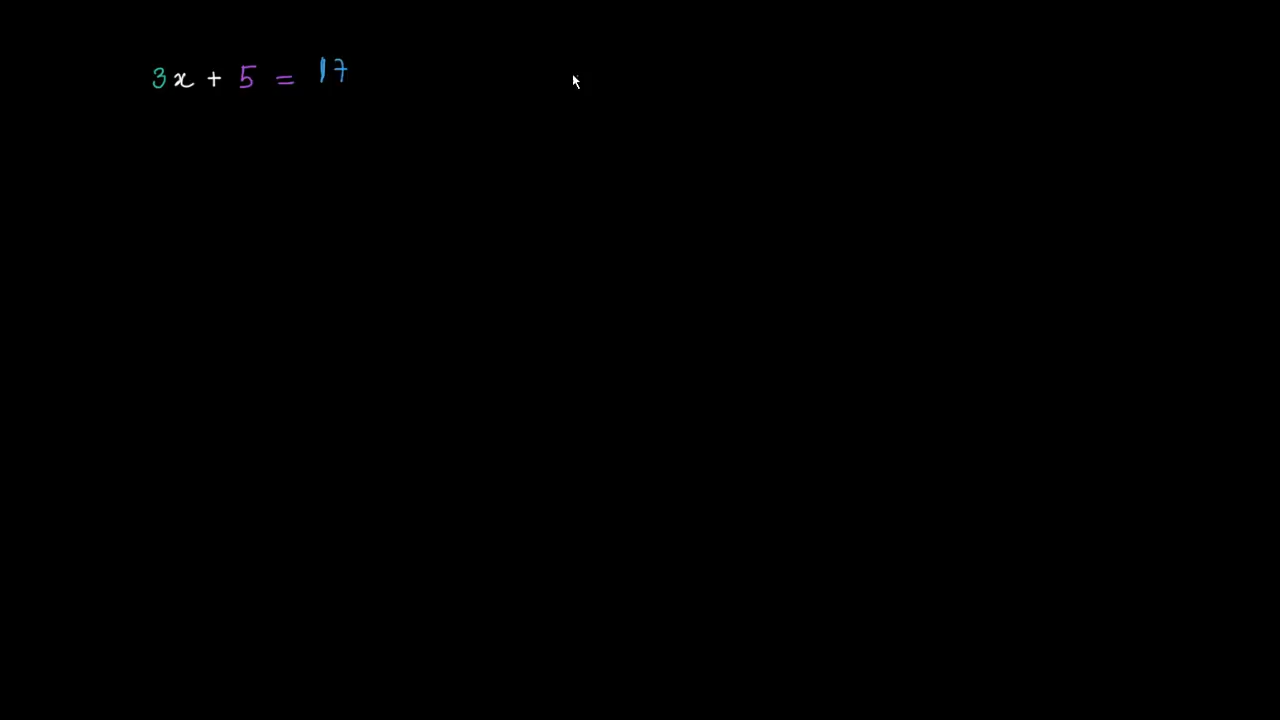 3x + 5 = 17